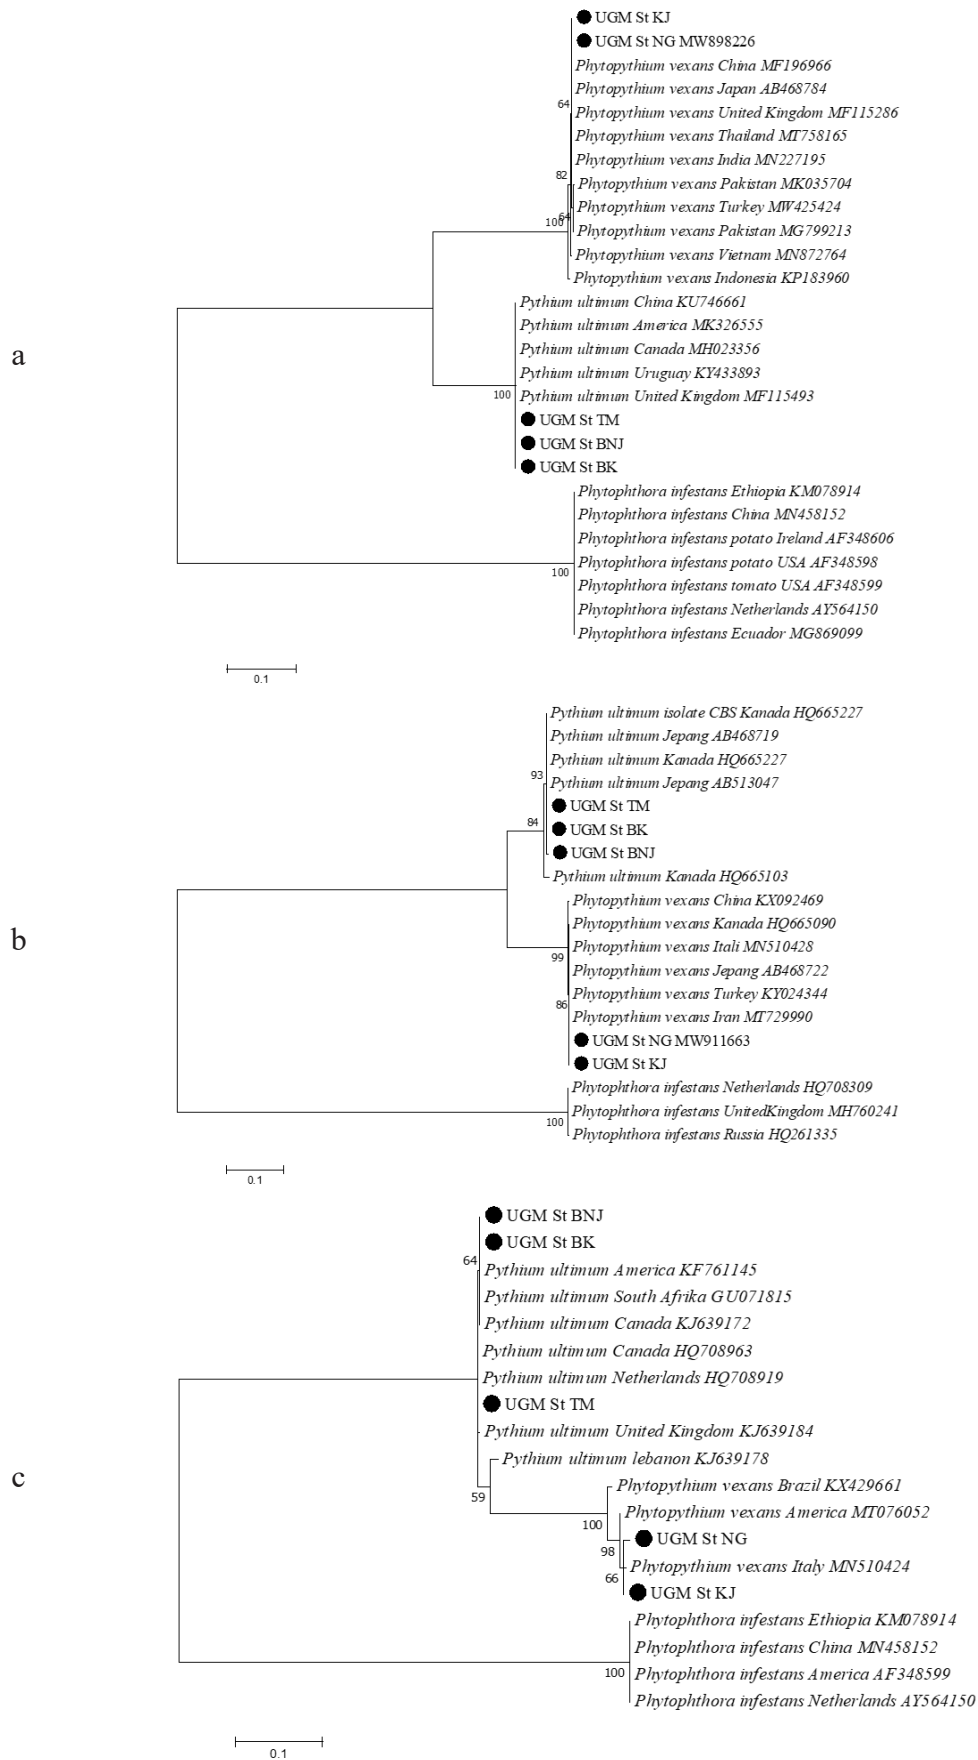 UGM St KJ
UGM St NG MW898226
Phytopythium vexans China MF196966
Phytopythium vexans Japan AB468784
64
Phytopythium vexans United Kingdom MF115286
Phytopythium vexans Thailand MT758165
Phytopythium vexans India MN227195
82
Phytopythium vexans Pakistan MK035704
Phytopythium vexans Turkey MW425424
64
100
Phytopythium vexans Pakistan MG799213
Phytopythium vexans Vietnam MN872764
Phytopythium vexans Indonesia KP183960
Pythium ultimum China KU746661
Pythium ultimum America MK326555
a
Pythium ultimum Canada MH023356
Pythium ultimum Uruguay KY433893
100
Pythium ultimum United Kingdom MF115493
UGM St TM
UGM St BNJ
UGM St BK
Phytophthora infestans Ethiopia KM078914
Phytophthora infestans China MN458152
Phytophthora infestans potato Ireland AF348606
Phytophthora infestans potato USA AF348598
100
Phytophthora infestans tomato USA AF348599
Phytophthora infestans Netherlands AY564150
Phytophthora infestans Ecuador MG869099
0.1
Pythium ultimum isolate CBS Kanada HQ665227
Pythium ultimum Jepang AB468719
Pythium ultimum Kanada HQ665227
93
Pythium ultimum Jepang AB513047
UGM St TM
84
UGM St BK
UGM St BNJ
Pythium ultimum Kanada HQ665103
Phytopythium vexans China KX092469
Phytopythium vexans Kanada HQ665090
b
Phytopythium vexans Itali MN510428
99
Phytopythium vexans Jepang AB468722
Phytopythium vexans Turkey KY024344
86
Phytopythium vexans Iran MT729990
UGM St NG MW911663
UGM St KJ
Phytophthora infestans Netherlands HQ708309
Phytophthora infestans UnitedKingdom MH760241
100
Phytophthora infestans Russia HQ261335
0.1
UGM St BNJ
UGM St BK
64
Pythium ultimum America KF761145
Pythium ultimum South Afrika GU071815
Pythium ultimum Canada KJ639172
Pythium ultimum Canada HQ708963
Pythium ultimum Netherlands HQ708919
UGM St TM
Pythium ultimum United Kingdom KJ639184
Pythium ultimum lebanon KJ639178
c
Phytopythium vexans Brazil KX429661
59
Phytopythium vexans America MT076052
100
UGM St NG
98
Phytopythium vexans Italy MN510424
66
UGM St KJ
Phytophthora infestans Ethiopia KM078914
Phytophthora infestans China MN458152
100
Phytophthora infestans America AF348599
Phytophthora infestans Netherlands AY564150
0.1